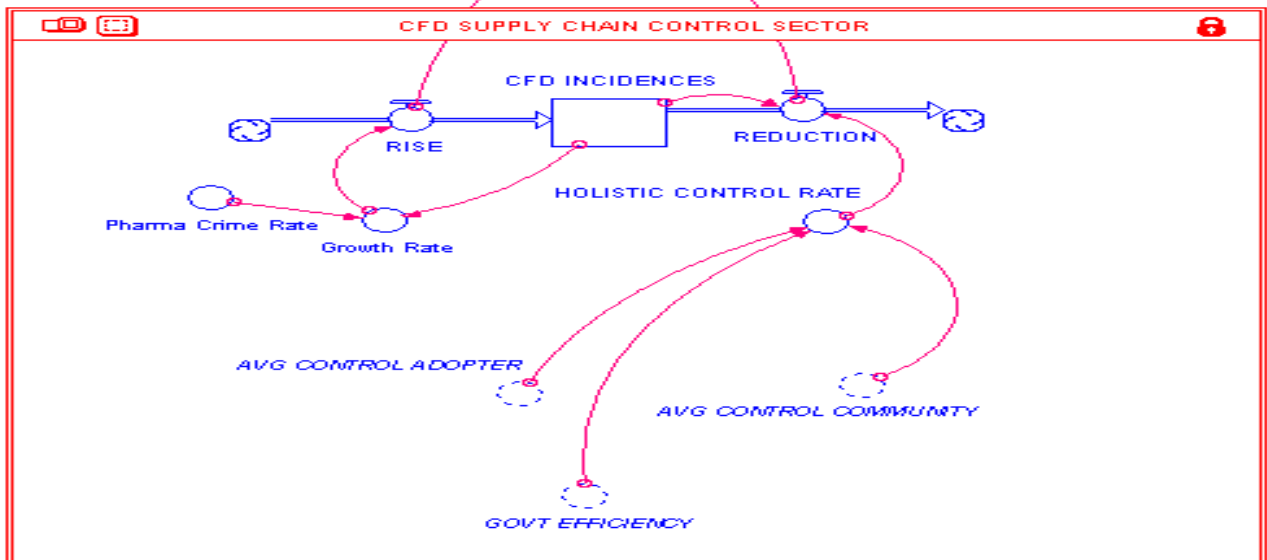 CFD SUPPLY CHAIN CONTROL SECTOR
CFD INCIDENCES
RISE
REDUCTION
HOLISTIC CONTROL RATE
Pharma Crime Rate
Growth Rate
AVG CONTROL ADOPTER
AVG CONTROL COMMUNITY
GOVT EFFICIENCY